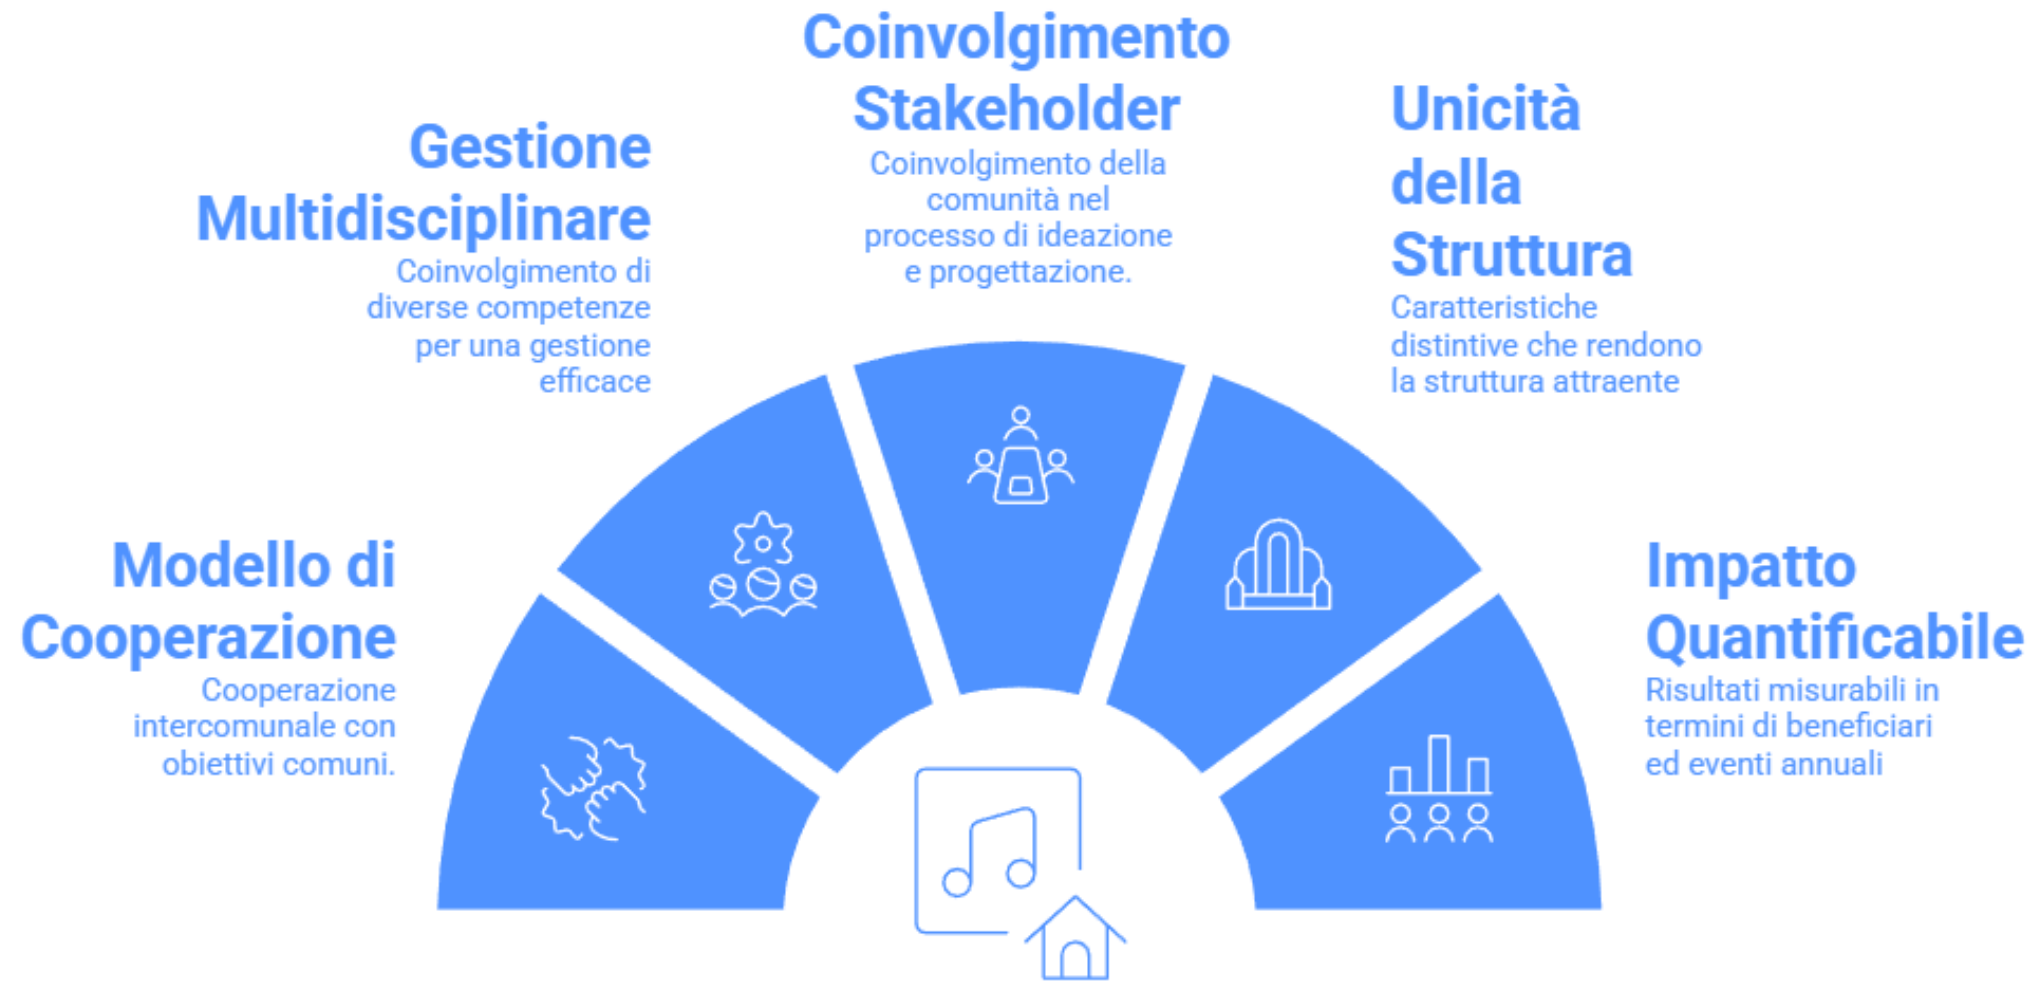 Coinvolgimento
Stakeholder
Coinvolgimento della
comunità nel
processo di ideazione
e progettazione.
Gestione
Multidisciplinare
Coinvolgimento di
diverse competenze
per una gestione
efficace
Unicità
della
Struttura
Caratteristiche
distintive che rendono
la struttura attraente
Modello di
Cooperazione
Cooperazione
intercomunale con
obiettivi comuni.
Impatto
Quantificabile
Risultati misurabili in
termini di beneficiari
ed eventi annuali